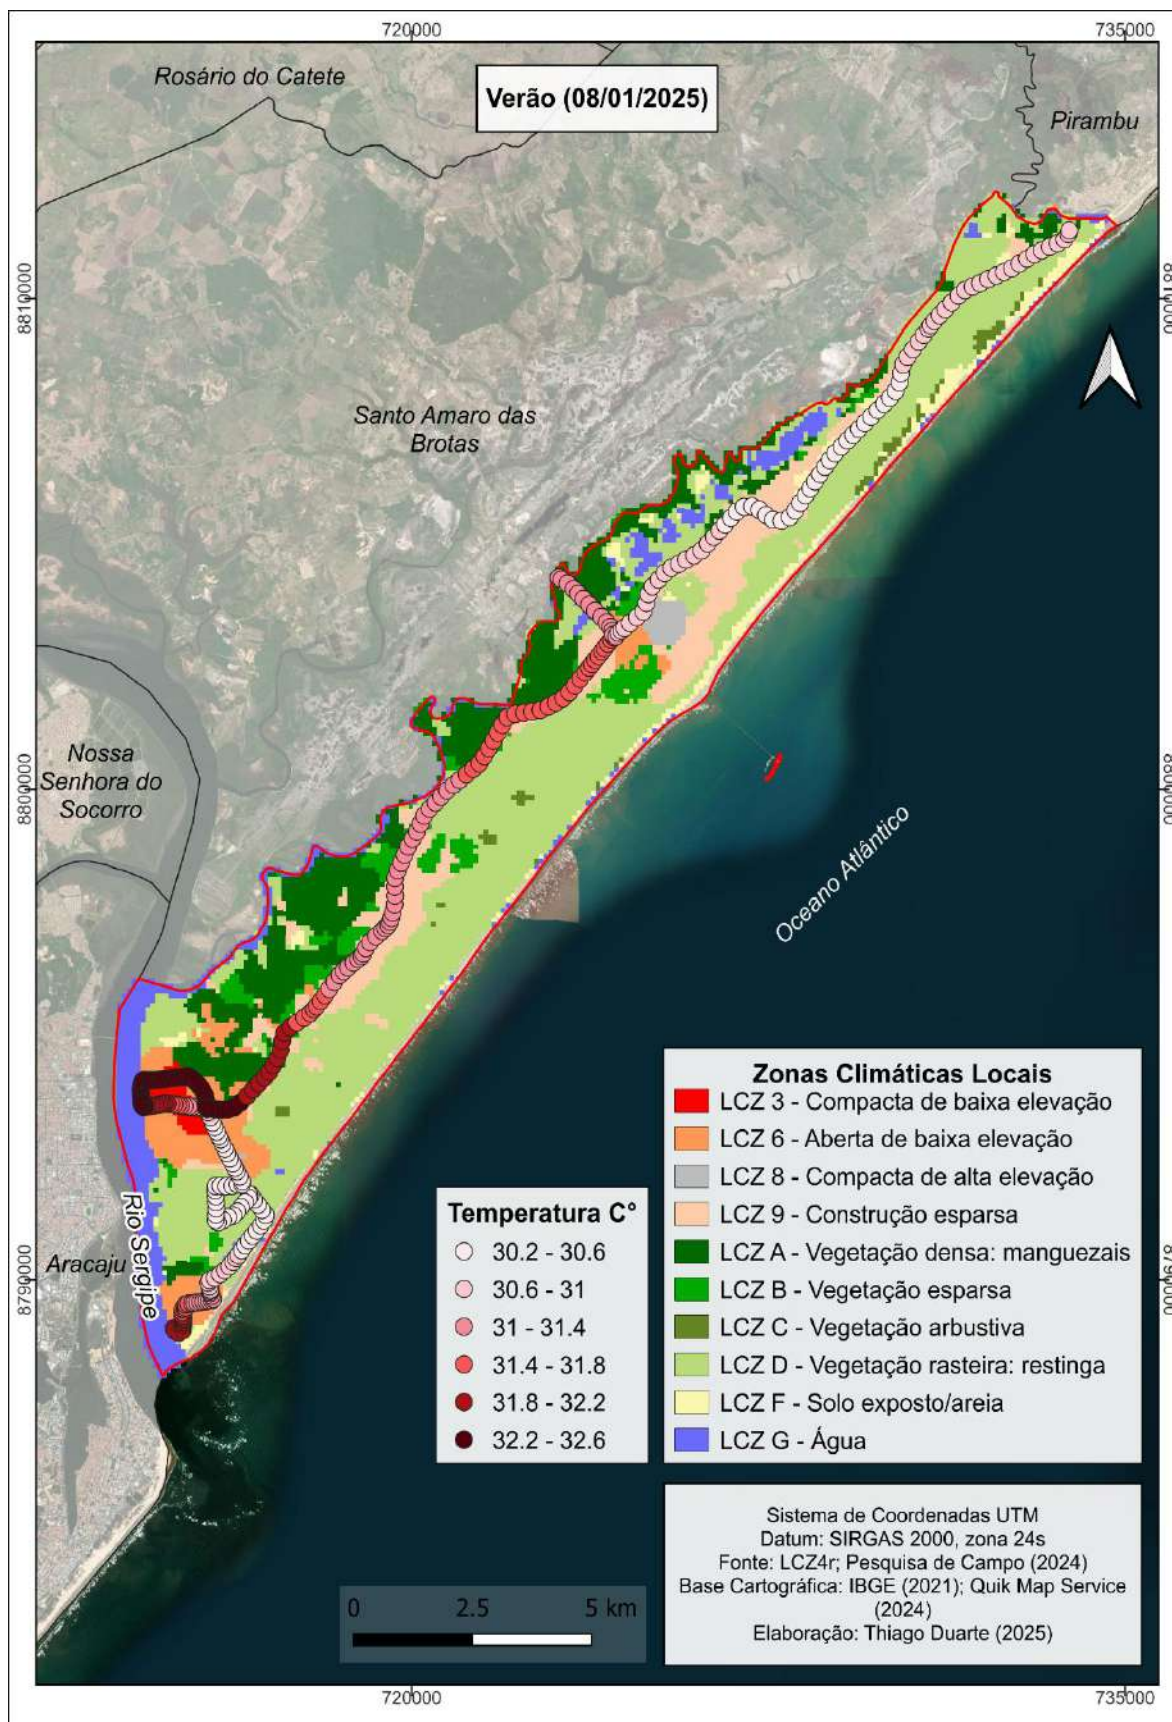 720000
735000
Rosário do Catete
Verão (08/01/2025)
Pirambu
8810000
8810000
Santo Amaro das
Brotas
Nossa
Senhora do
Socorro
8800000
8800000
Oceano Atlântico
Rio Sergipe
Aracaju
8790000
8790000
Zonas Climáticas Locais
LCZ 3 - Compacta de baixa elevação
LCZ 6 - Aberta de baixa elevação
LCZ 8 - Compacta de alta elevação
LCZ 9 - Construção esparsa
LCZ A - Vegetação densa: manguezais
LCZ B - Vegetação esparsa
LCZ C - Vegetação arbustiva
LCZ D - Vegetação rasteira: restinga
LCZ F - Solo exposto/areia
LCZ G - Água
Temperatura C°
30.2 - 30.6
30.6 - 31
31 - 31.4
31.4 - 31.8
31.8 - 32.2
32.2 - 32.6
Sistema de Coordenadas UTM
Datum: SIRGAS 2000, zona 24s
Fonte: LCZ4r; Pesquisa de Campo (2024)
Base Cartográfica: IBGE (2021); Quik Map Service
(2024)
Elaboração: Thiago Duarte (2025)
0 2.5 5 km
720000
735000